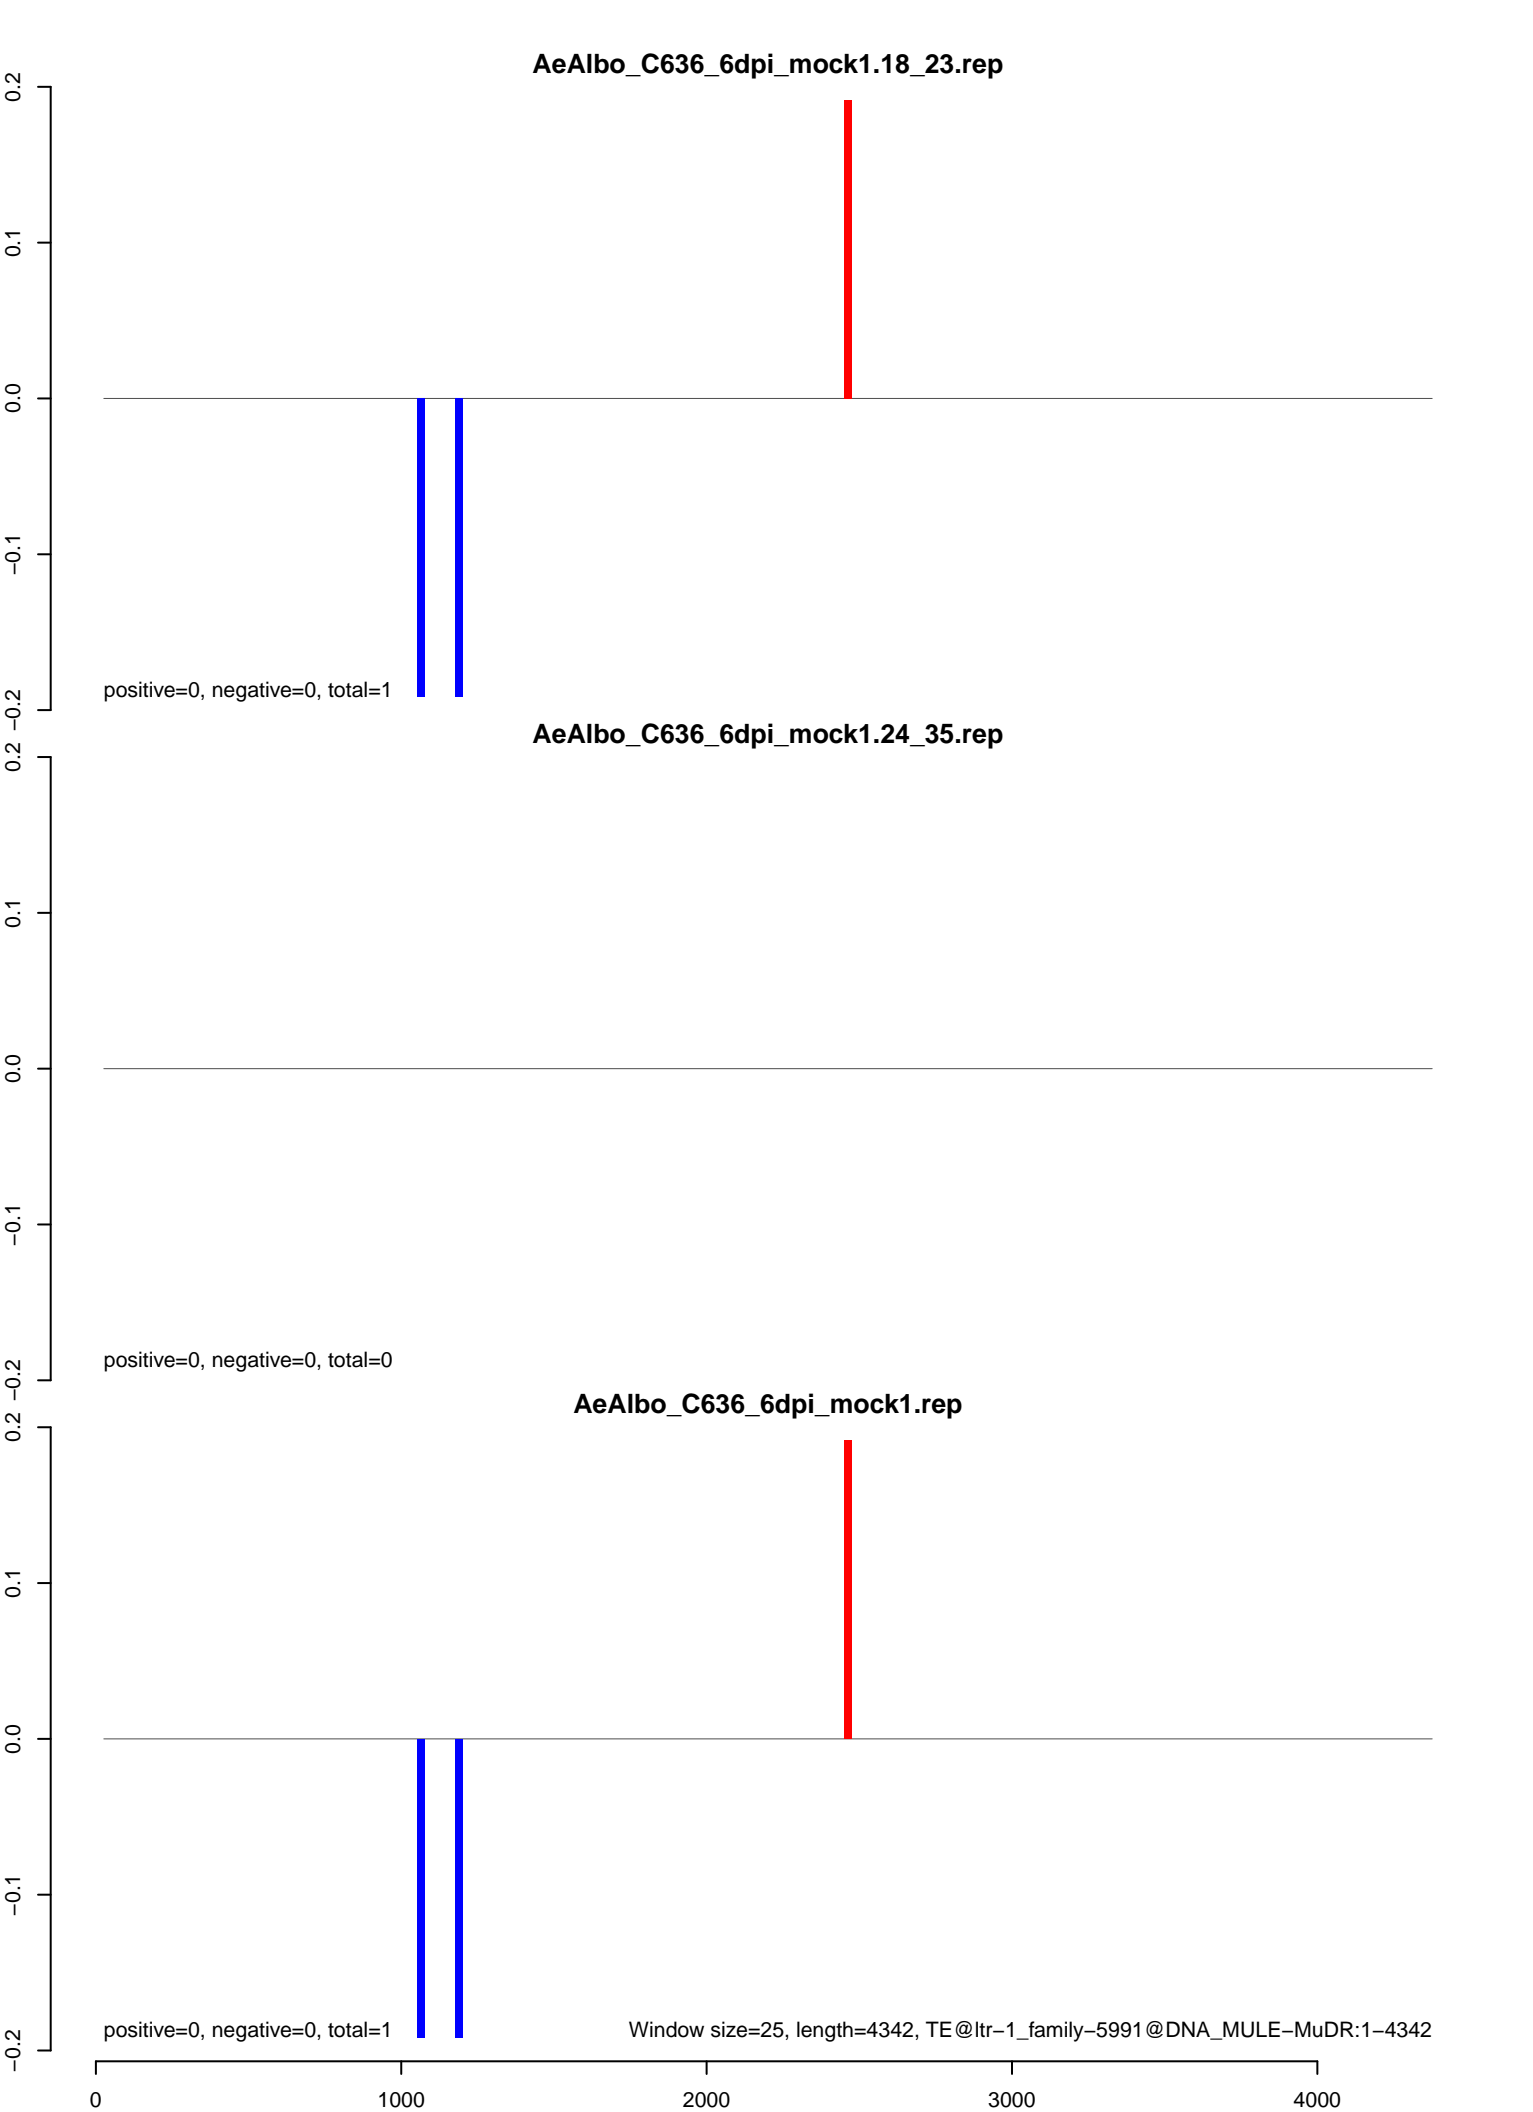 AeAlbo_C636_6dpi_mock1.18_23.rep
0.2
0.1
0.0
−0.1
−0.2
positive=0, negative=0, total=1
AeAlbo_C636_6dpi_mock1.24_35.rep
0.2
0.1
0.0
−0.1
−0.2
positive=0, negative=0, total=0
AeAlbo_C636_6dpi_mock1.rep
0.2
0.1
0.0
−0.1
−0.2
positive=0, negative=0, total=1
Window size=25, length=4342, TE@ltr−1_family−5991@DNA_MULE−MuDR:1−4342
0 1000 2000 3000 4000